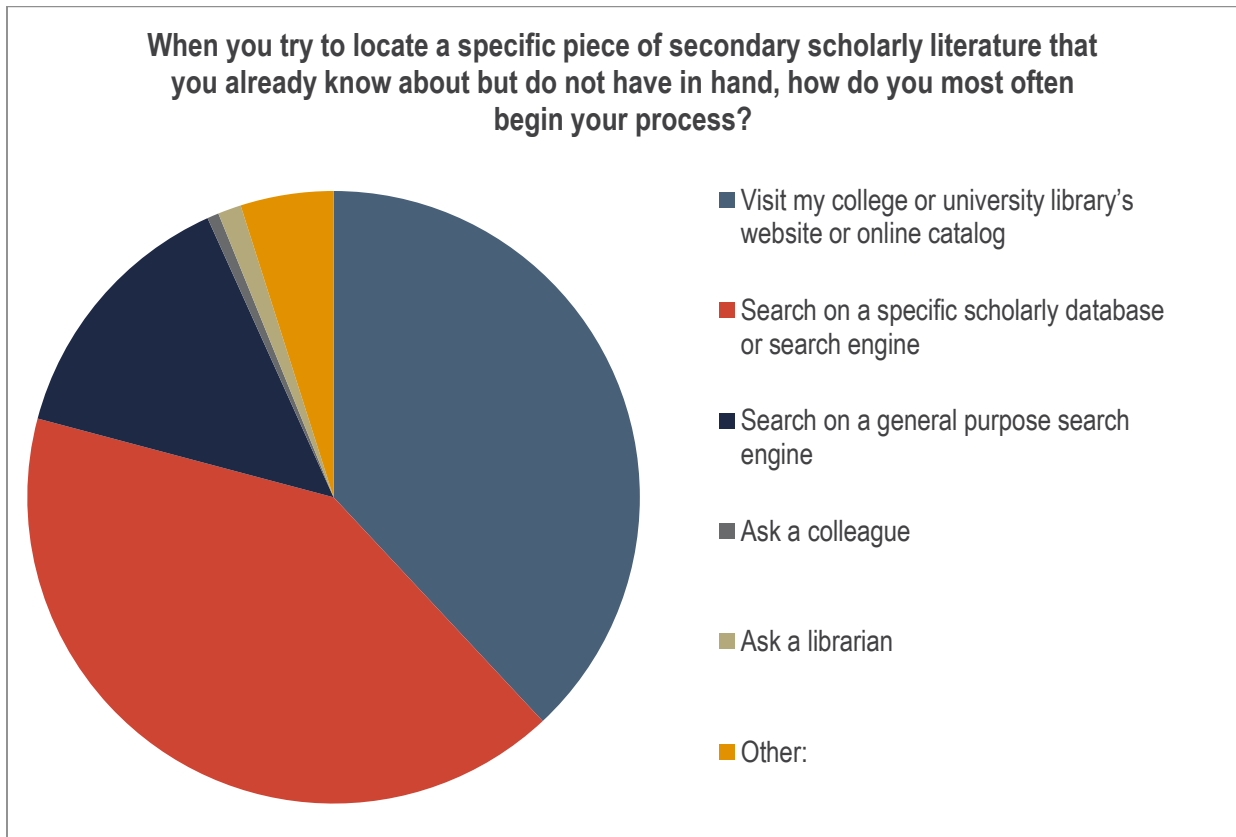 When you try to locate a specific piece of secondary scholarly literature that
you already know about but do not have in hand, how do you most often
begin your process?
Visit my college or university library’s
website or online catalog
Search on a specific scholarly database
or search engine
Search on a general purpose search
engine
Ask a colleague
Ask a librarian
Other: